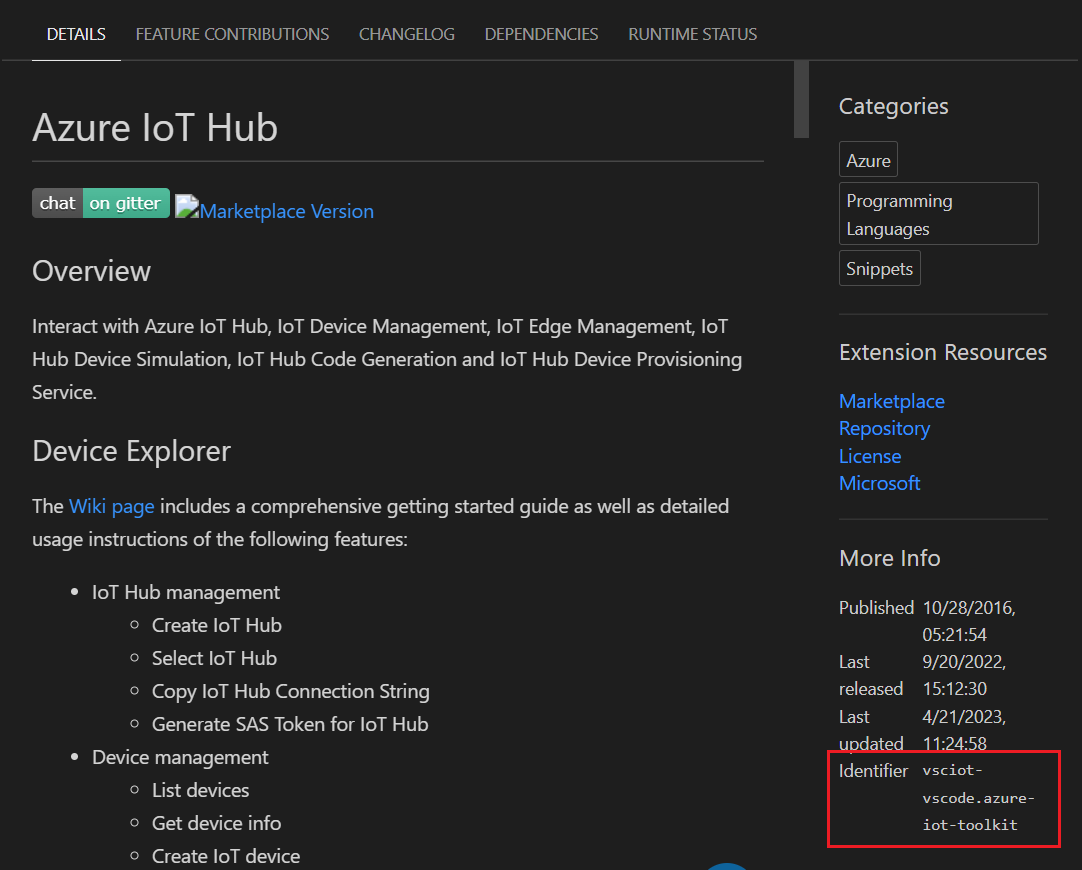 DETAILS FEATURE CONTRIBUTIONS CHANGELOG DEPENDENCIES RUNTIME STATUS
Azure IoT Hub
chat on gitter Marketplace Version
Overview
Interact with Azure IoT Hub, IoT Device Management, IoT Edge Management, IoT
Hub Device Simulation, IoT Hub Code Generation and IoT Hub Device Provisioning
Service.
Device Explorer
The Wiki page includes a comprehensive getting started guide as well as detailed
usage instructions of the following features:
• IoT Hub management
◦ Create IoT Hub
◦ Select IoT Hub
◦ Copy IoT Hub Connection String
◦ Generate SAS Token for IoT Hub
• Device management
◦ List devices
◦ Get device info
◦ Create IoT device
Categories
Azure
Programming
Languages
Snippets
Extension Resources
Marketplace
Repository
License
Microsoft
More Info
Published 10/28/2016,
05:21:54
Last 9/20/2022,
released 15:12:30
Last 4/21/2023,
updated 11:24:58
Identifier vsciot-
vscode.azure-
iot-toolkit